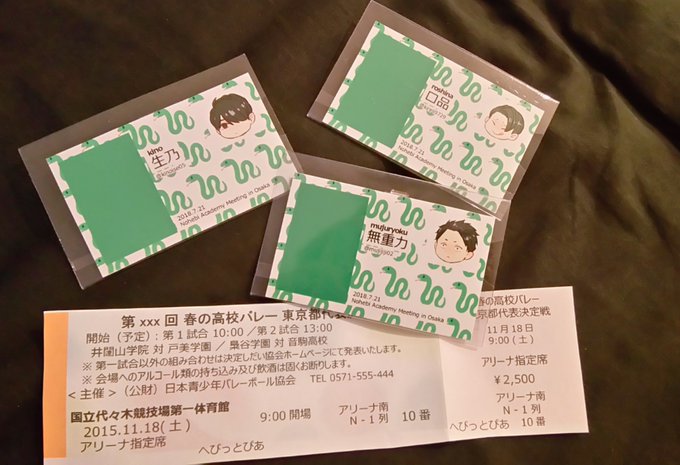 kino
生乃
2018.7.21
Nohebi Academy Meeting in Osaka
roshina
口品
2018.7.21
Nohebi Academy Meeting in Osaka
mujuryoku
無重力
2018.7.21
Nohebi Academy Meeting in Osaka
第 xxx 回 春の高校バレー 東京都代表
開始（予定）: 第１試合 10:00 ／第２試合 13:00
井闥山学院 対 戸美学園 ／ 梟谷学園 対 音駒高校
※ 第一試合以外の組み合わせは決定しだい協会ホームページにて発表いたします。
※ 会場へのアルコール類の持ち込み及び飲酒は固くお断りします。
＜ 主催 ＞（公財）日本青少年バレーボール協会 TEL 0571-555-444
国立代々木競技場第一体育館
2015.11.18( 土 )
アリーナ指定席
9:00 開場
アリーナ南
N - 1 列
10 番
へびっとぴあ
春の高校バレー
京都代表決定戦
11月 18日
9:00 ( 土 )
アリーナ指定席
￥2,500
アリーナ南
N - 1 列
へびっとぴあ 10 番